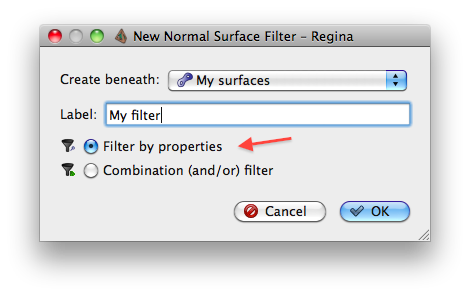 New Normal Surface Filter – Regina
Create beneath: My surfaces
Label: My filter
Filter by properties
Combination (and/or) filter
Cancel OK